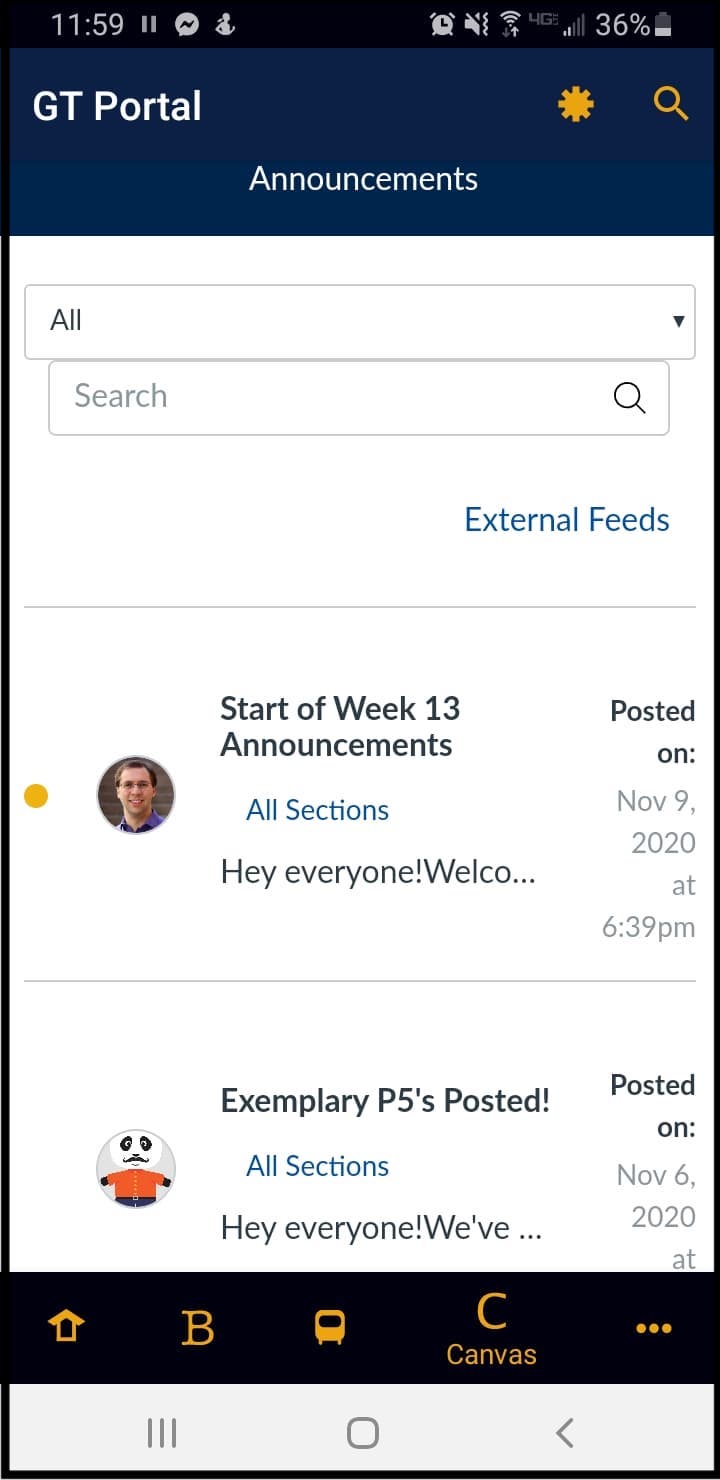 11:59 4GE 36%
GT Portal
Announcements
All
Search
External Feeds
Start of Week 13
Announcements
All Sections
Hey everyone!Welco...
Posted
on:
Nov 9,
2020
at
6:39pm
Exemplary P5's Posted!
All Sections
Hey everyone!We've ...
Posted
on:
Nov 6,
2020
at
B
C
Canvas